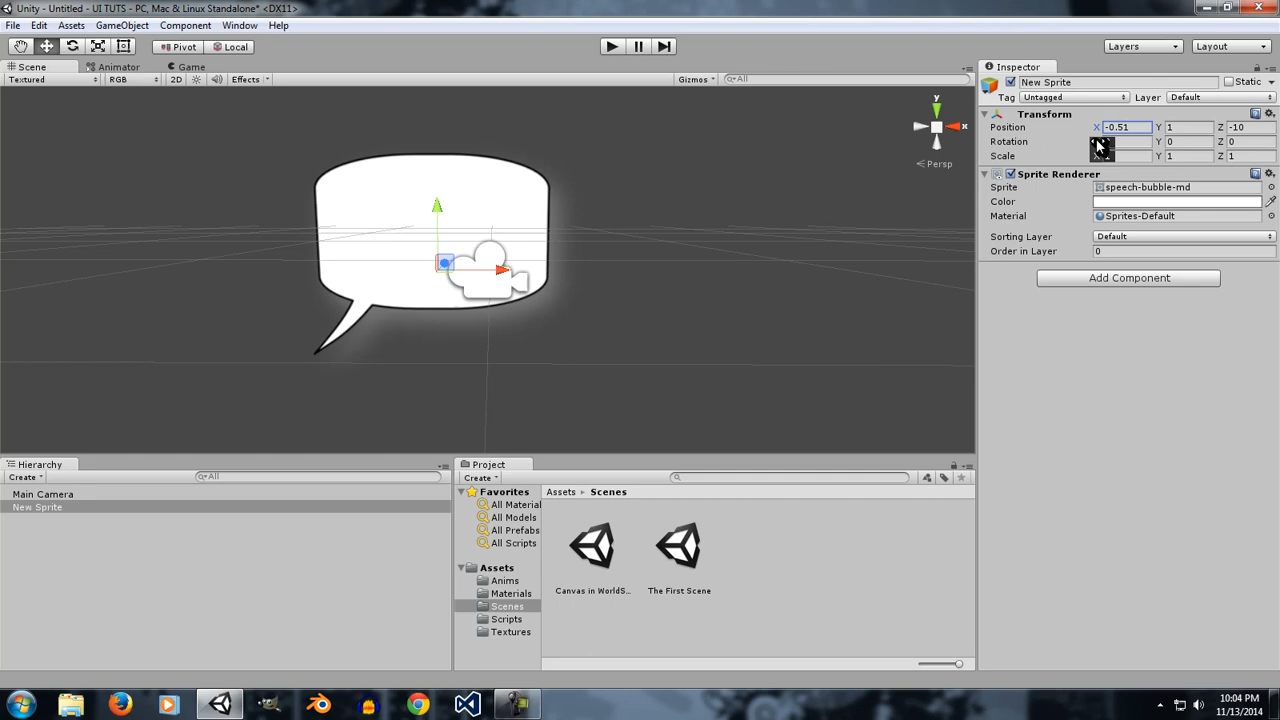 Unity - Untitled - UI TUTS - PC, Mac & Linux Standalone* <DX11>
File Edit Assets GameObject Component Window Help
Pivot Local Layers Layout
Scene Animator Game Inspector
Textured RGB 2D Effects Gizmos All
New Sprite Static
Tag Untagged Layer Default
Transform
Position X -0.51 Y 1 Z -10
Rotation Y 0 Z 0
Scale Y 1 Z 1
Sprite Renderer
Sprite speech-bubble-md
Color
Material Sprites-Default
Sorting Layer Default
Order in Layer 0
Add Component
y
x
Persp
Hierarchy
Create All
Main Camera
New Sprite
Project
Create
Favorites
All Material
All Models
All Prefabs
All Scripts
Assets
Anims
Materials
Scenes
Scripts
Textures
Assets Scenes
Canvas in WorldS...
The First Scene
10:04 PM
11/13/2014